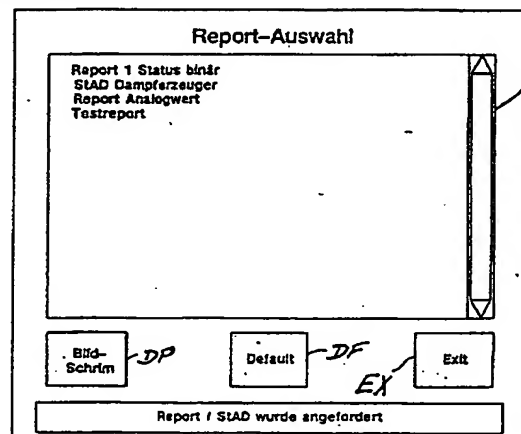 Report-Auswahl
Report 1 Status binär
StAD Dampferzeuger
Report Analogwert
Testreport
Bild-
Schrim
DP
Default
DF
EX
Exit
Report / StAD wurde angefordert